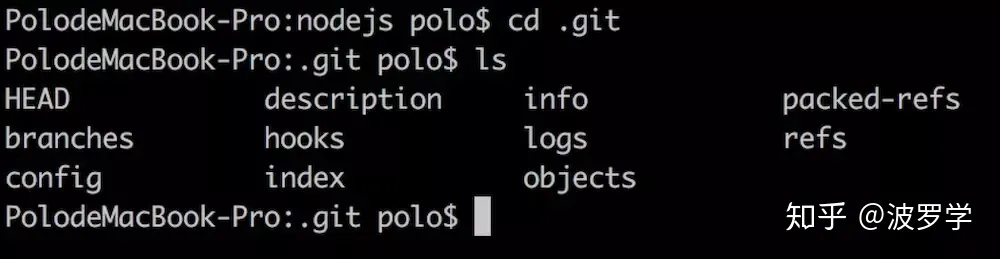 PolodeMacBook-Pro:nodejs polo$ cd .git
PolodeMacBook-Pro:.git polo$ ls
HEAD description info packed-refs
branches hooks logs refs
config index objects
PolodeMacBook-Pro:.git polo$
知乎 @波罗学